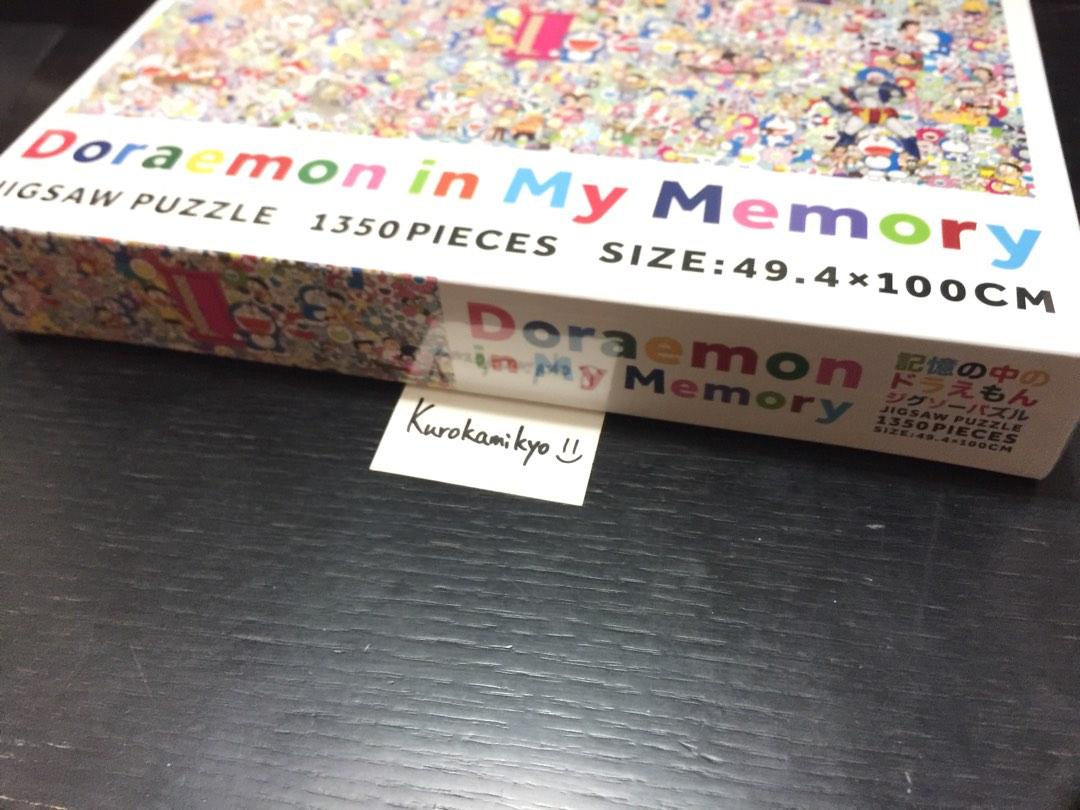 Doraemon in My Memory
JIGSAW PUZZLE 1350PIECES SIZE:49.4×100CM
Doraemon
in My Memory
記憶の中の
ドラえもん
ジグソーパズル
JIGSAW PUZZLE
1350PIECES
SIZE:49.4×100CM
Kurokamikyo!!